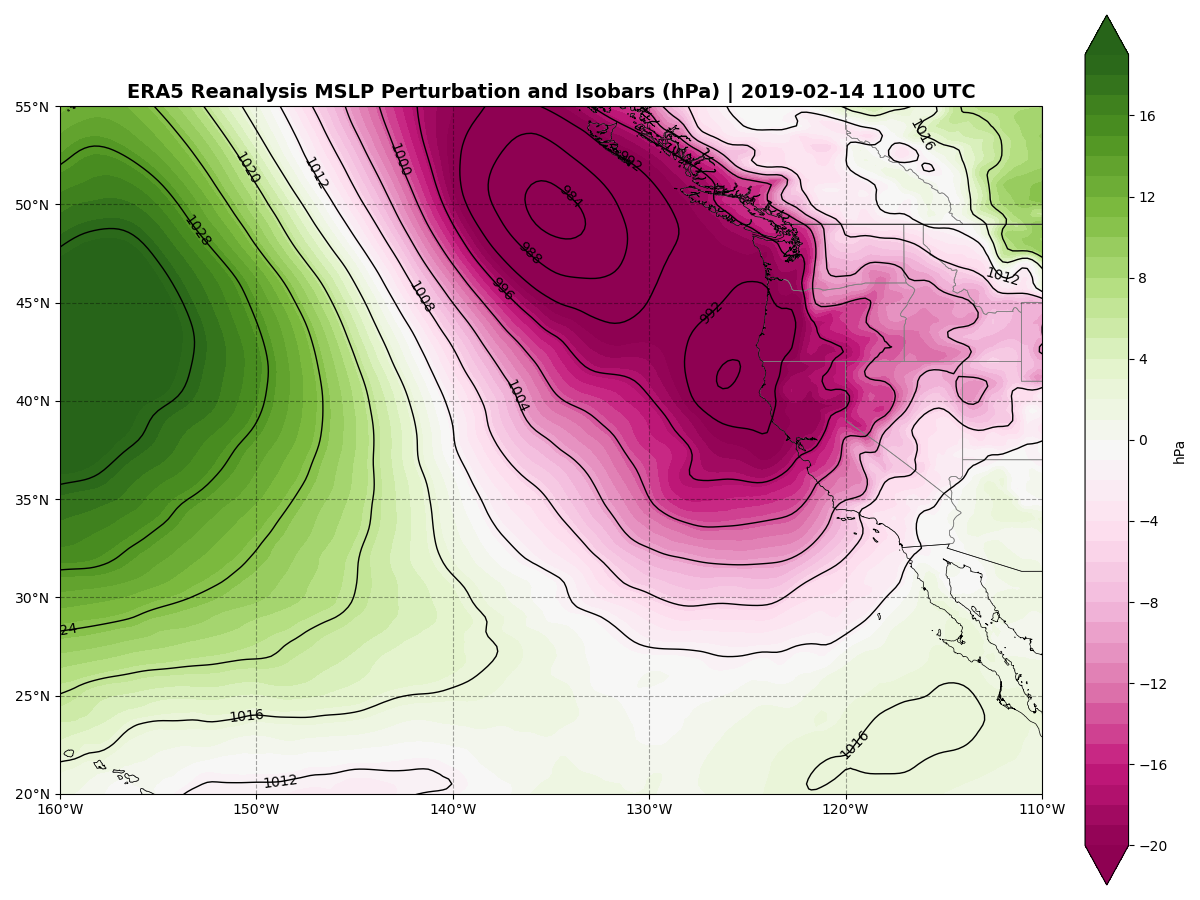 ERA5 Reanalysis MSLP Perturbation and Isobars (hPa) | 2019-02-14 1100 UTC
55°N
50°N
45°N
40°N
35°N
30°N
25°N
20°N
160°W
150°W
140°W
130°W
120°W
110°W
1020
1012
1000
992
1016
984
1028
988
996
1008
992
1012
1004
24
1016
1016
1012
16
12
8
4
0
−4
−8
−12
−16
−20
hPa